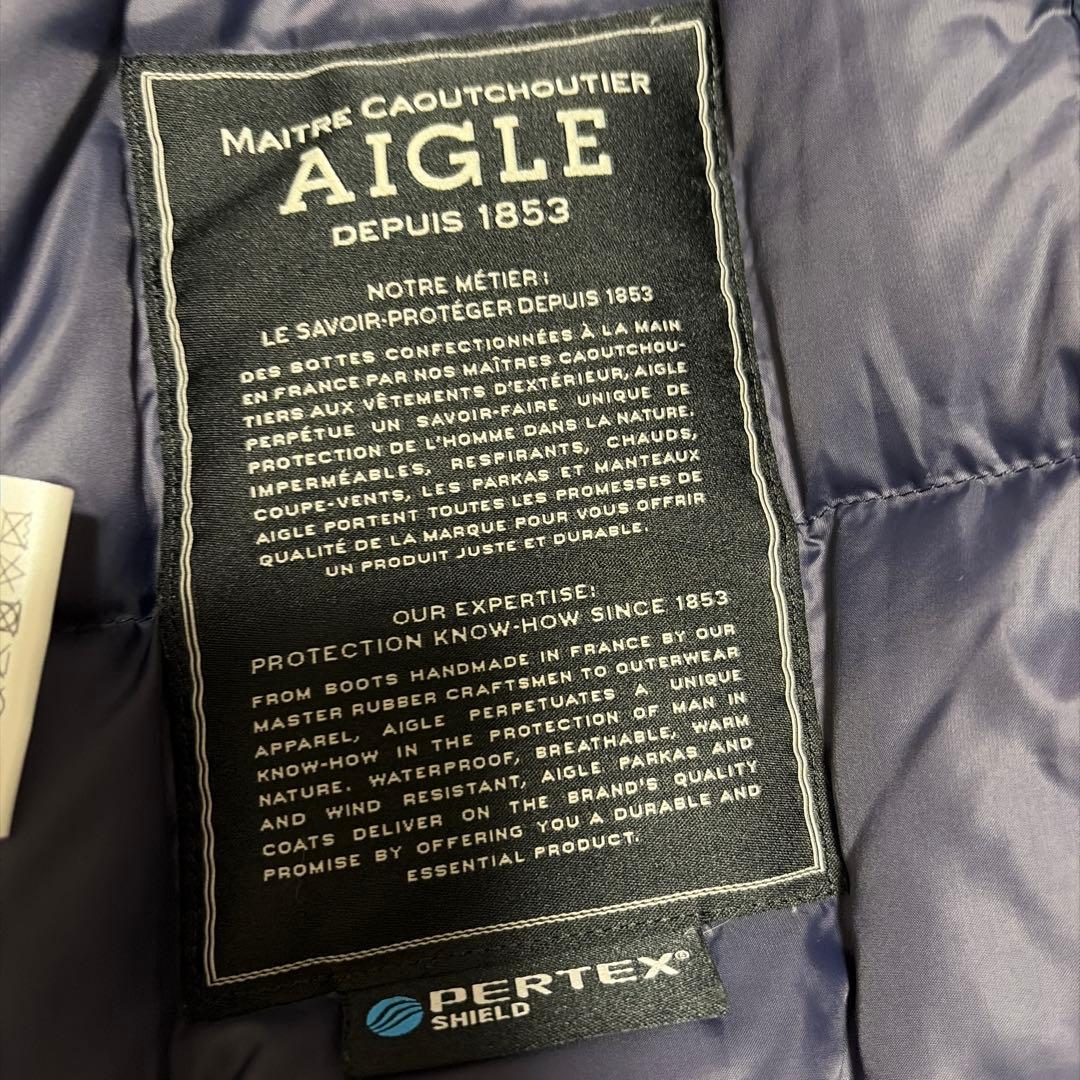 MAITRE CAOUTCHOUTIER
AIGLE
DEPUIS 1853
NOTRE MÉTIER:
LE SAVOIR-PROTÉGER DEPUIS 1853
DES BOTTES CONFECTIONNÉES À LA MAIN
EN FRANCE PAR NOS MAÎTRES CAOUTCHOU-
TIERS AUX VÊTEMENTS D'EXTÉRIEUR, AIGLE
PERPÉTUE UN SAVOIR-FAIRE UNIQUE DE
PROTECTION DE L'HOMME DANS LA NATURE.
IMPERMÉABLES, RESPIRANTS, CHAUDS,
COUPE-VENTS, LES PARKAS ET MANTEAUX
AIGLE PORTENT TOUTES LES PROMESSES DE
QUALITÉ DE LA MARQUE POUR VOUS OFFRIR
UN PRODUIT JUSTE ET DURABLE.
OUR EXPERTISE:
PROTECTION KNOW-HOW SINCE 1853
FROM BOOTS HANDMADE IN FRANCE BY OUR
MASTER RUBBER CRAFTSMEN TO OUTERWEAR
APPAREL, AIGLE PERPETUATES A UNIQUE
KNOW-HOW IN THE PROTECTION OF MAN IN
NATURE. WATERPROOF, BREATHABLE, WARM
AND WIND RESISTANT, AIGLE PARKAS AND
COATS DELIVER ON THE BRAND'S QUALITY
PROMISE BY OFFERING YOU A DURABLE AND
ESSENTIAL PRODUCT.
PERTEX®
SHIELD